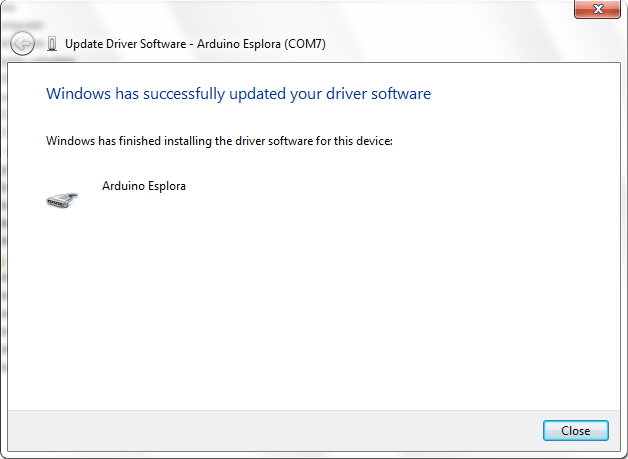 Update Driver Software - Arduino Esplora (COM7)
Windows has successfully updated your driver software
Windows has finished installing the driver software for this device:
Arduino Esplora
Close